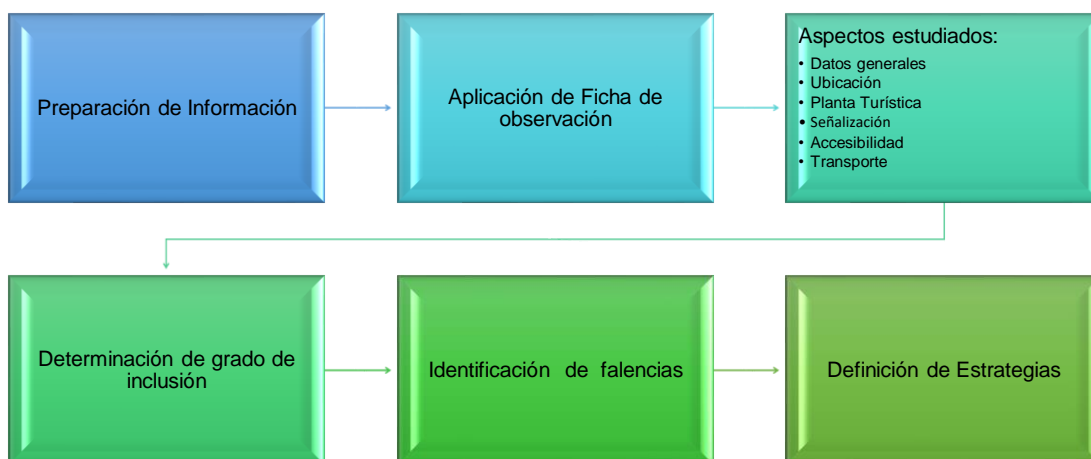 Preparación de Información
Aplicación de Ficha de
observación
Aspectos estudiados:
• Datos generales
• Ubicación
• Planta Turística
• Señalización
• Accesibilidad
• Transporte
Determinación de grado de
inclusión
Identificación de falencias
Definición de Estrategias